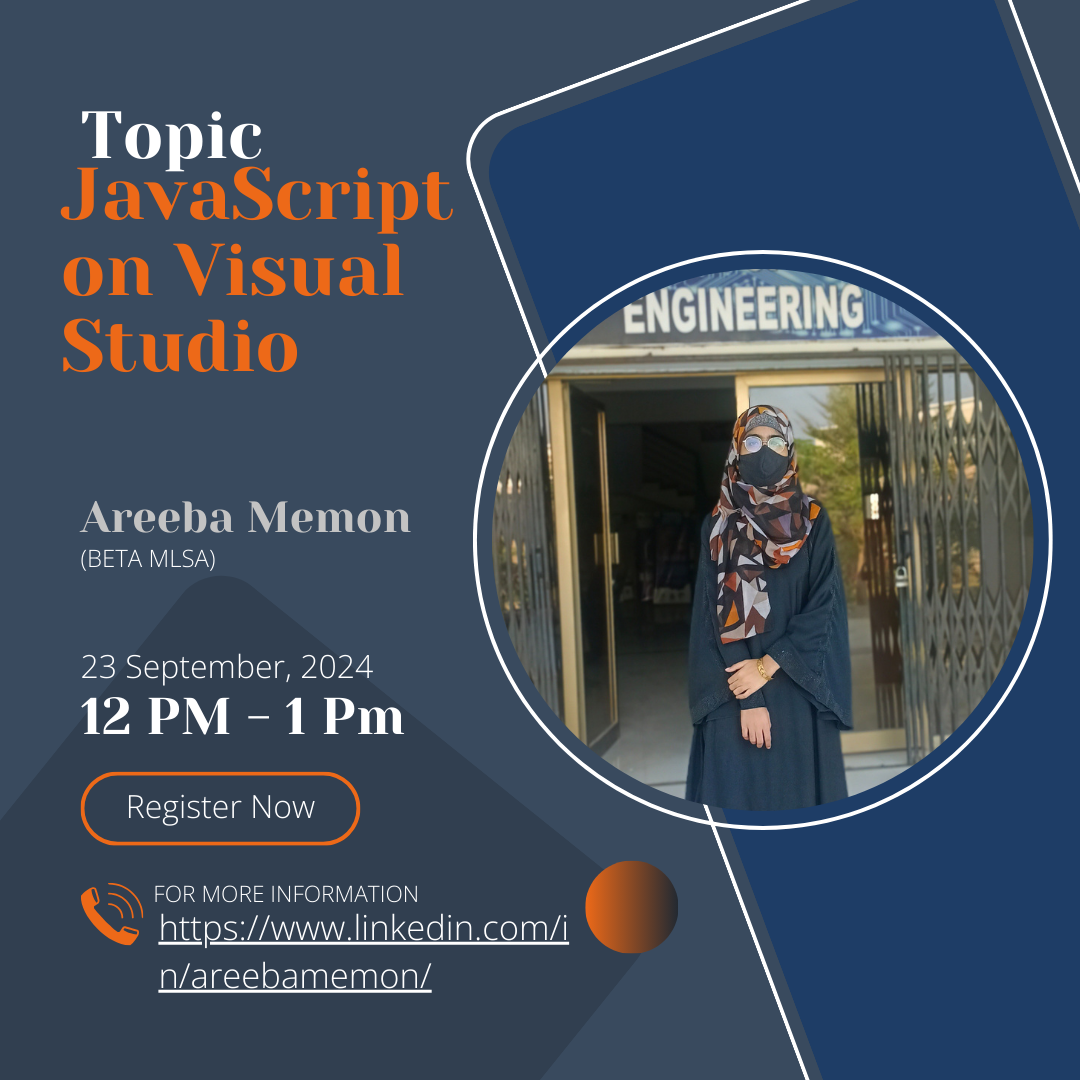 Topic
JavaScript
on Visual
Studio
ENGINEERING
Areeba Memon
(BETA MLSA)
23 September, 2024
12 PM - 1 Pm
Register Now
FOR MORE INFORMATION
https://www.linkedin.com/i
n/areebamemon/